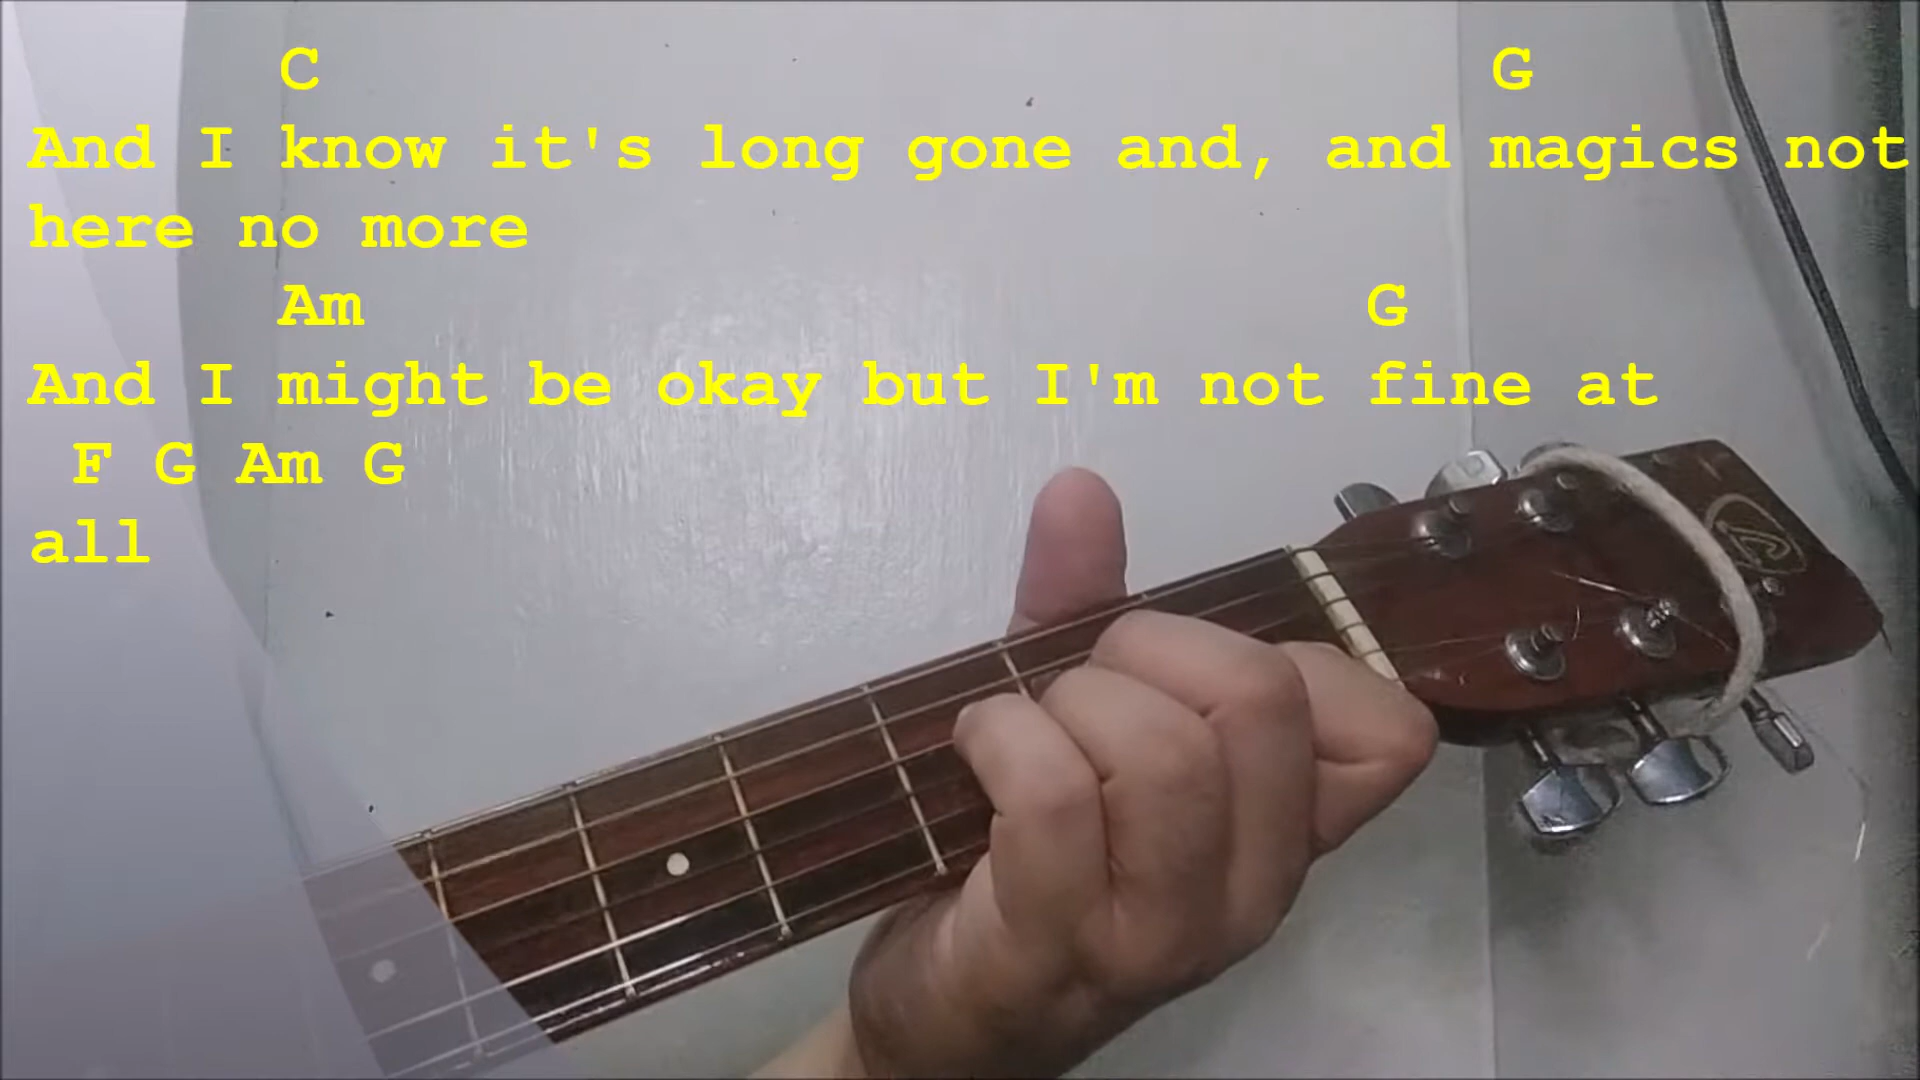 C G
And I know it's long gone and, and magics not
here no more
Am G
And I might be okay but I'm not fine at
F G Am G
all